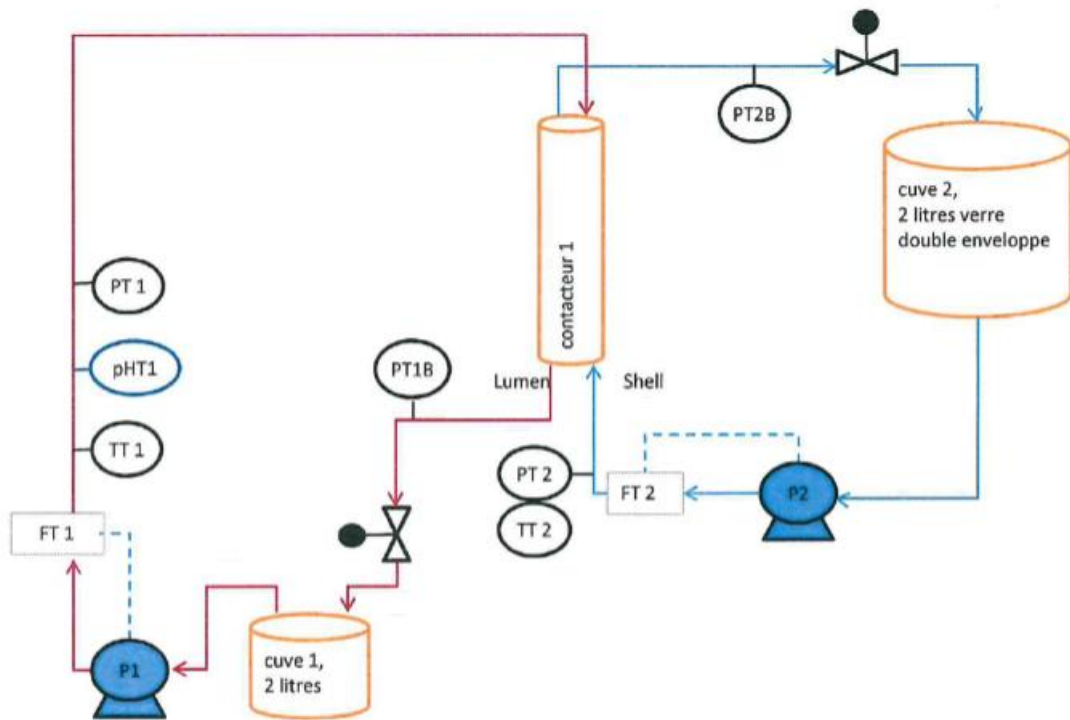 PT2B
cuve 2,
2 litres verre
double enveloppe
contacteur 1
PT 1
pHT1
TT 1
PT1B
Lumen
Shell
PT 2
TT 2
FT 2
P2
FT 1
P1
cuve 1,
2 litres